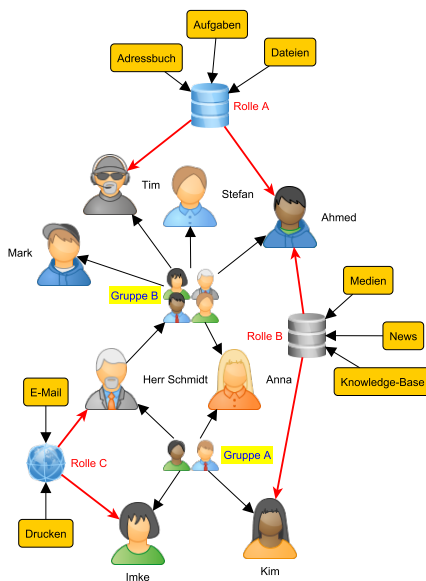 Aufgaben
Adressbuch
Dateien
Rolle A
Tim
Stefan
Ahmed
Mark
Medien
Gruppe B
Rolle B
News
Herr Schmidt
Anna
Knowledge-Base
E-Mail
Gruppe A
Rolle C
Drucken
Imke
Kim